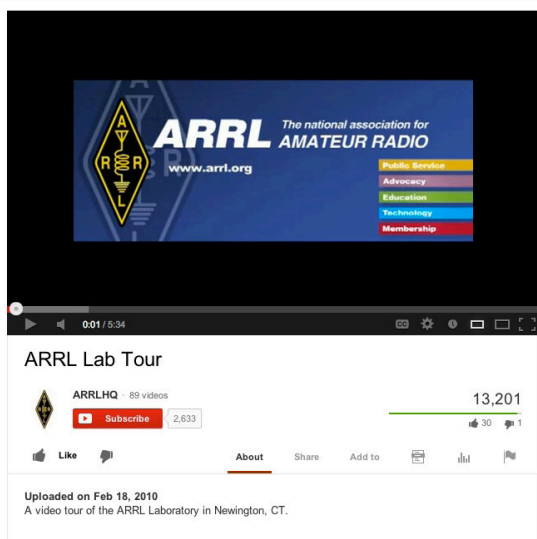 A
R R
L
ARRL
The national association for
AMATEUR RADIO
www.arrl.org
Public Service
Advocacy
Education
Technology
Membership
0:01 / 5:34
CC
ARRL Lab Tour
ARRLHQ · 89 videos
Subscribe 2,633
13,201
30 1
Like
About Share Add to
Uploaded on Feb 18, 2010
A video tour of the ARRL Laboratory in Newington, CT.